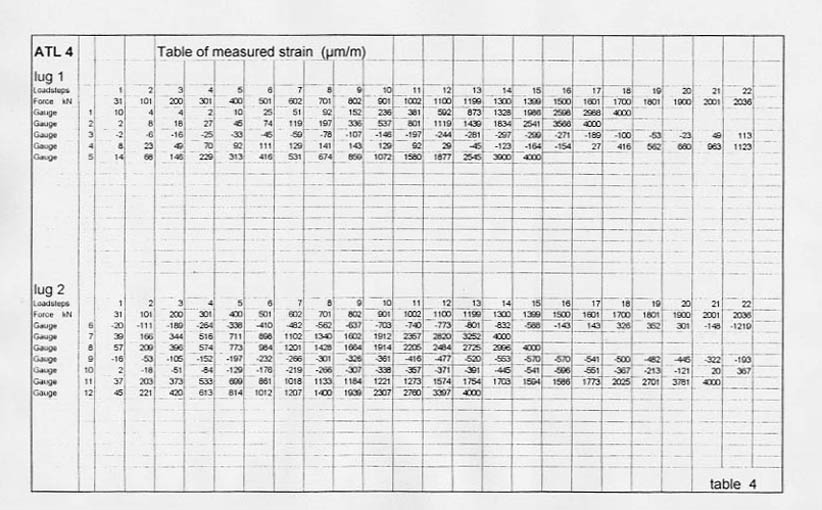 ATL 4 Table of measured strain (µm/m)
lug 1
Loadsteps 1 2 3 4 5 6 7 8 9 10 11 12 13 14 15 16 17 18 19 20 21 22
Force kN 31 101 200 301 400 501 602 701 802 901 1002 1100 1199 1300 1399 1500 1601 1700 1801 1900 2001 2036
Gauge 1 10 4 4 2 10 25 51 92 152 236 381 592 873 1328 1986 2598 2988 4000
Gauge 2 2 8 18 27 45 74 119 197 336 537 801 1119 1439 1834 2541 3566 4000
Gauge 3 -2 -6 -16 -25 -33 -45 -59 -78 -107 -146 -197 -244 -281 -297 -299 -271 -189 -100 -53 -23 49 113
Gauge 4 8 23 49 70 92 111 129 141 143 129 92 29 -45 -123 -164 -154 27 416 562 660 963 1123
Gauge 5 14 68 146 229 313 416 531 674 859 1072 1580 1877 2545 3900 4000
lug 2
Loadsteps 1 2 3 4 5 6 7 8 9 10 11 12 13 14 15 16 17 18 19 20 21 22
Force kN 31 101 200 301 400 501 602 701 802 901 1002 1100 1199 1300 1399 1500 1601 1700 1801 1900 2001 2036
Gauge 6 -20 -111 -189 -264 -338 -410 -482 -562 -637 -703 -740 -773 -801 -832 -588 -143 143 326 352 301 -148 -1219
Gauge 7 39 166 344 516 711 898 1102 1340 1602 1912 2357 2820 3252 4000
Gauge 8 57 209 396 574 773 984 1201 1428 1664 1914 2205 2484 2725 2996 4000
Gauge 9 -16 -53 -105 -152 -197 -232 -266 -301 -326 -361 -416 -477 -520 -553 -570 -570 -541 -500 -482 -445 -322 -193
Gauge 10 2 -18 -51 -84 -129 -176 -219 -266 -307 -338 -357 -371 -391 -445 -541 -596 -551 -367 -213 -121 20 367
Gauge 11 37 203 373 533 699 861 1018 1133 1184 1221 1273 1574 1754 1703 1594 1586 1773 2025 2701 3781 4000
Gauge 12 45 221 420 613 814 1012 1207 1400 1939 2307 2760 3397 4000
table 4